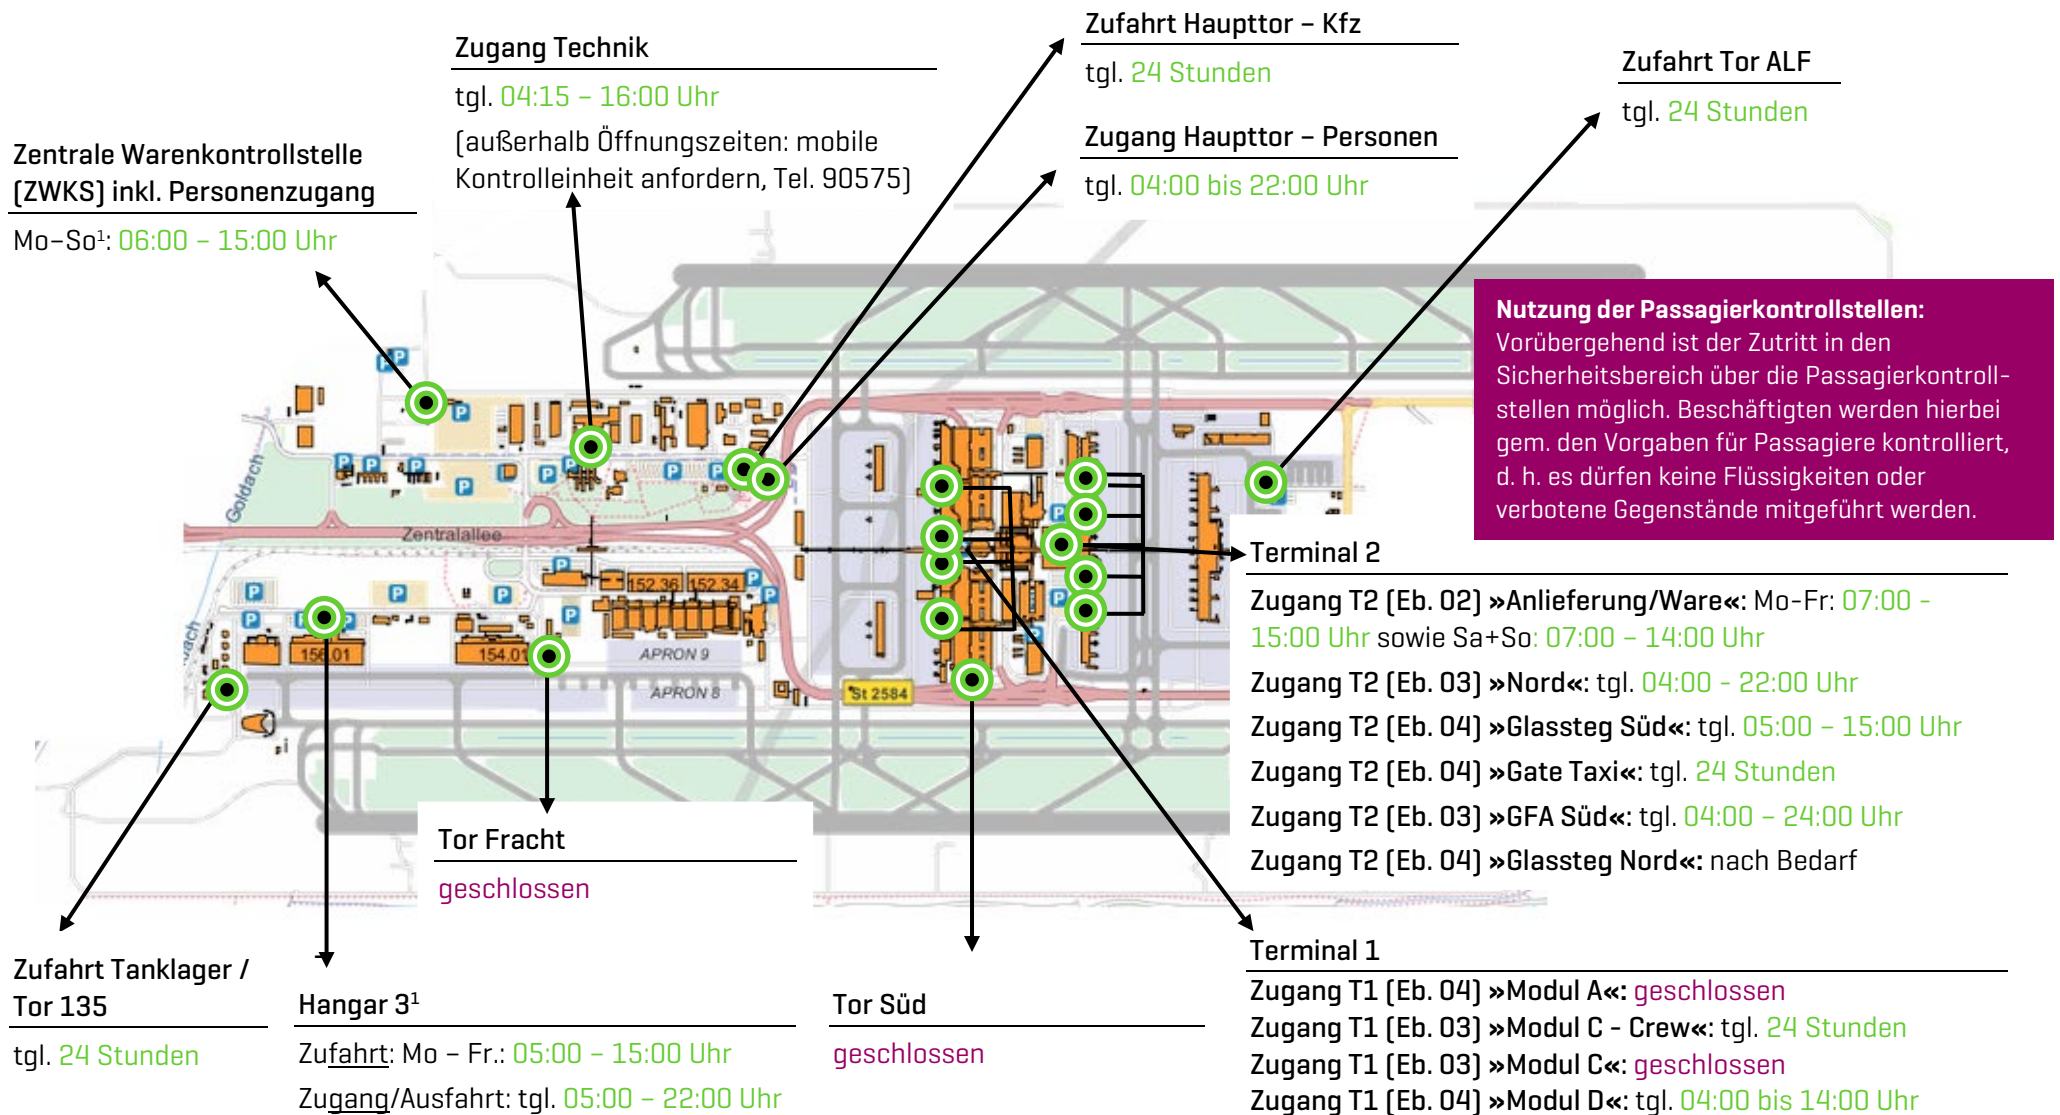 Zugang Technik
tgl. 04:15 – 16:00 Uhr
(außerhalb Öffnungszeiten: mobile
Kontrolleinheit anfordern, Tel. 90575)
Zufahrt Haupttor – Kfz
tgl. 24 Stunden
Zugang Haupttor – Personen
tgl. 04:00 bis 22:00 Uhr
Zufahrt Tor ALF
tgl. 24 Stunden
Zentrale Warenkontrollstelle
(ZWKS) inkl. Personenzugang
Mo–So¹: 06:00 – 15:00 Uhr
Nutzung der Passagierkontrollstellen:
Vorübergehend ist der Zutritt in den
Sicherheitsbereich über die Passagierkontroll-
stellen möglich. Beschäftigten werden hierbei
gem. den Vorgaben für Passagiere kontrolliert,
d. h. es dürfen keine Flüssigkeiten oder
verbotene Gegenstände mitgeführt werden.
Goldach
Zentralallee
152.36
152.34
156.01
154.01
APRON 9
APRON 8
St 2584
Terminal 2
Zugang T2 (Eb. 02) »Anlieferung/Ware«: Mo-Fr: 07:00 -
15:00 Uhr sowie Sa+So: 07:00 – 14:00 Uhr
Zugang T2 (Eb. 03) »Nord«: tgl. 04:00 - 22:00 Uhr
Zugang T2 (Eb. 04) »Glassteg Süd«: tgl. 05:00 – 15:00 Uhr
Zugang T2 (Eb. 04) »Gate Taxi«: tgl. 24 Stunden
Zugang T2 (Eb. 03) »GFA Süd«: tgl. 04:00 – 24:00 Uhr
Zugang T2 (Eb. 04) »Glassteg Nord«: nach Bedarf
Tor Fracht
geschlossen
Zufahrt Tanklager /
Tor 135
tgl. 24 Stunden
Hangar 3¹
Zufahrt: Mo – Fr.: 05:00 – 15:00 Uhr
Zugang/Ausfahrt: tgl. 05:00 – 22:00 Uhr
Tor Süd
geschlossen
Terminal 1
Zugang T1 (Eb. 04) »Modul A«: geschlossen
Zugang T1 (Eb. 03) »Modul C - Crew«: tgl. 24 Stunden
Zugang T1 (Eb. 03) »Modul C«: geschlossen
Zugang T1 (Eb. 04) »Modul D«: tgl. 04:00 bis 14:00 Uhr